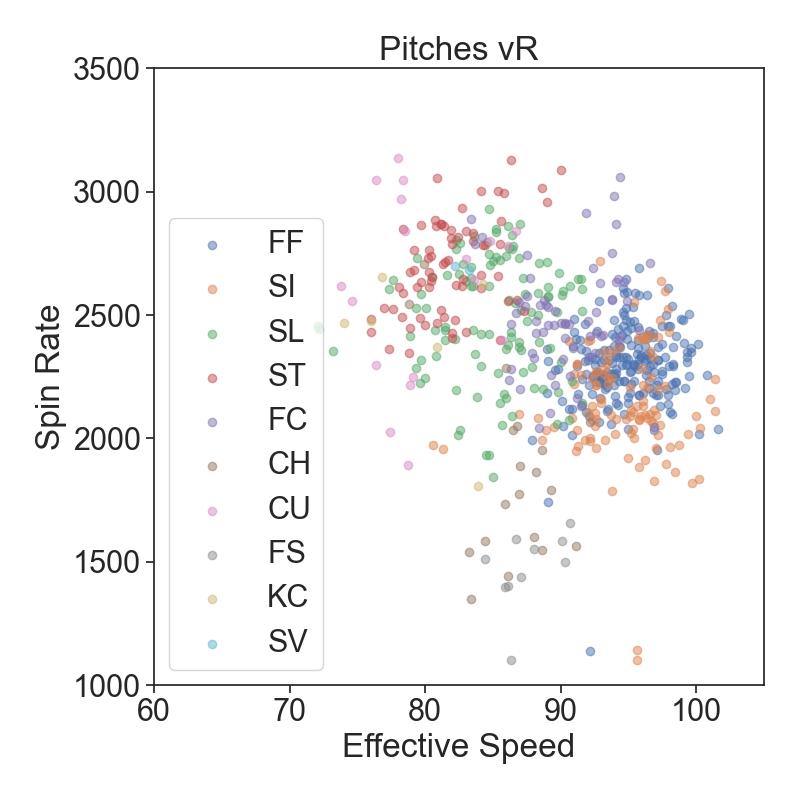 Pitches vR
3500
3000
2500
2000
1500
1000
Spin Rate
FF
SI
SL
ST
FC
CH
CU
FS
KC
SV
60 70 80 90 100
Effective Speed